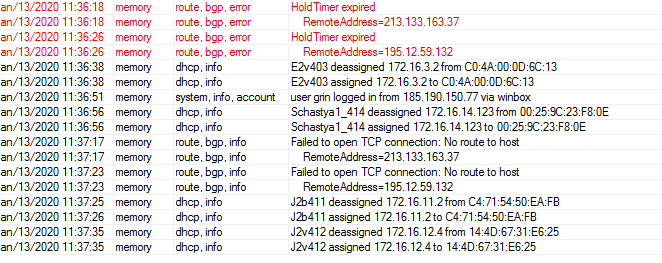 an/13/2020 11:36:18 memory route, bgp, error HoldTimer expired
an/13/2020 11:36:18 memory route, bgp, error RemoteAddress=213.133.163.37
an/13/2020 11:36:26 memory route, bgp, error HoldTimer expired
an/13/2020 11:36:26 memory route, bgp, error RemoteAddress=195.12.59.132
an/13/2020 11:36:38 memory dhcp, info E2v403 deassigned 172.16.3.2 from C0:4A:00:0D:6C:13
an/13/2020 11:36:38 memory dhcp, info E2v403 assigned 172.16.3.2 to C0:4A:00:0D:6C:13
an/13/2020 11:36:51 memory system, info, account user grin logged in from 185.190.150.77 via winbox
an/13/2020 11:36:56 memory dhcp, info Schastya1_414 deassigned 172.16.14.123 from 00:25:9C:23:F8:0E
an/13/2020 11:36:56 memory dhcp, info Schastya1_414 assigned 172.16.14.123 to 00:25:9C:23:F8:0E
an/13/2020 11:37:17 memory route, bgp, info Failed to open TCP connection: No route to host
an/13/2020 11:37:17 memory route, bgp, info RemoteAddress=213.133.163.37
an/13/2020 11:37:23 memory route, bgp, info Failed to open TCP connection: No route to host
an/13/2020 11:37:23 memory route, bgp, info RemoteAddress=195.12.59.132
an/13/2020 11:37:25 memory dhcp, info J2b411 deassigned 172.16.11.2 from C4:71:54:50:EA:FB
an/13/2020 11:37:26 memory dhcp, info J2b411 assigned 172.16.11.2 to C4:71:54:50:EA:FB
an/13/2020 11:37:35 memory dhcp, info J2v412 deassigned 172.16.12.4 from 14:4D:67:31:E6:25
an/13/2020 11:37:35 memory dhcp, info J2v412 assigned 172.16.12.4 to 14:4D:67:31:E6:25